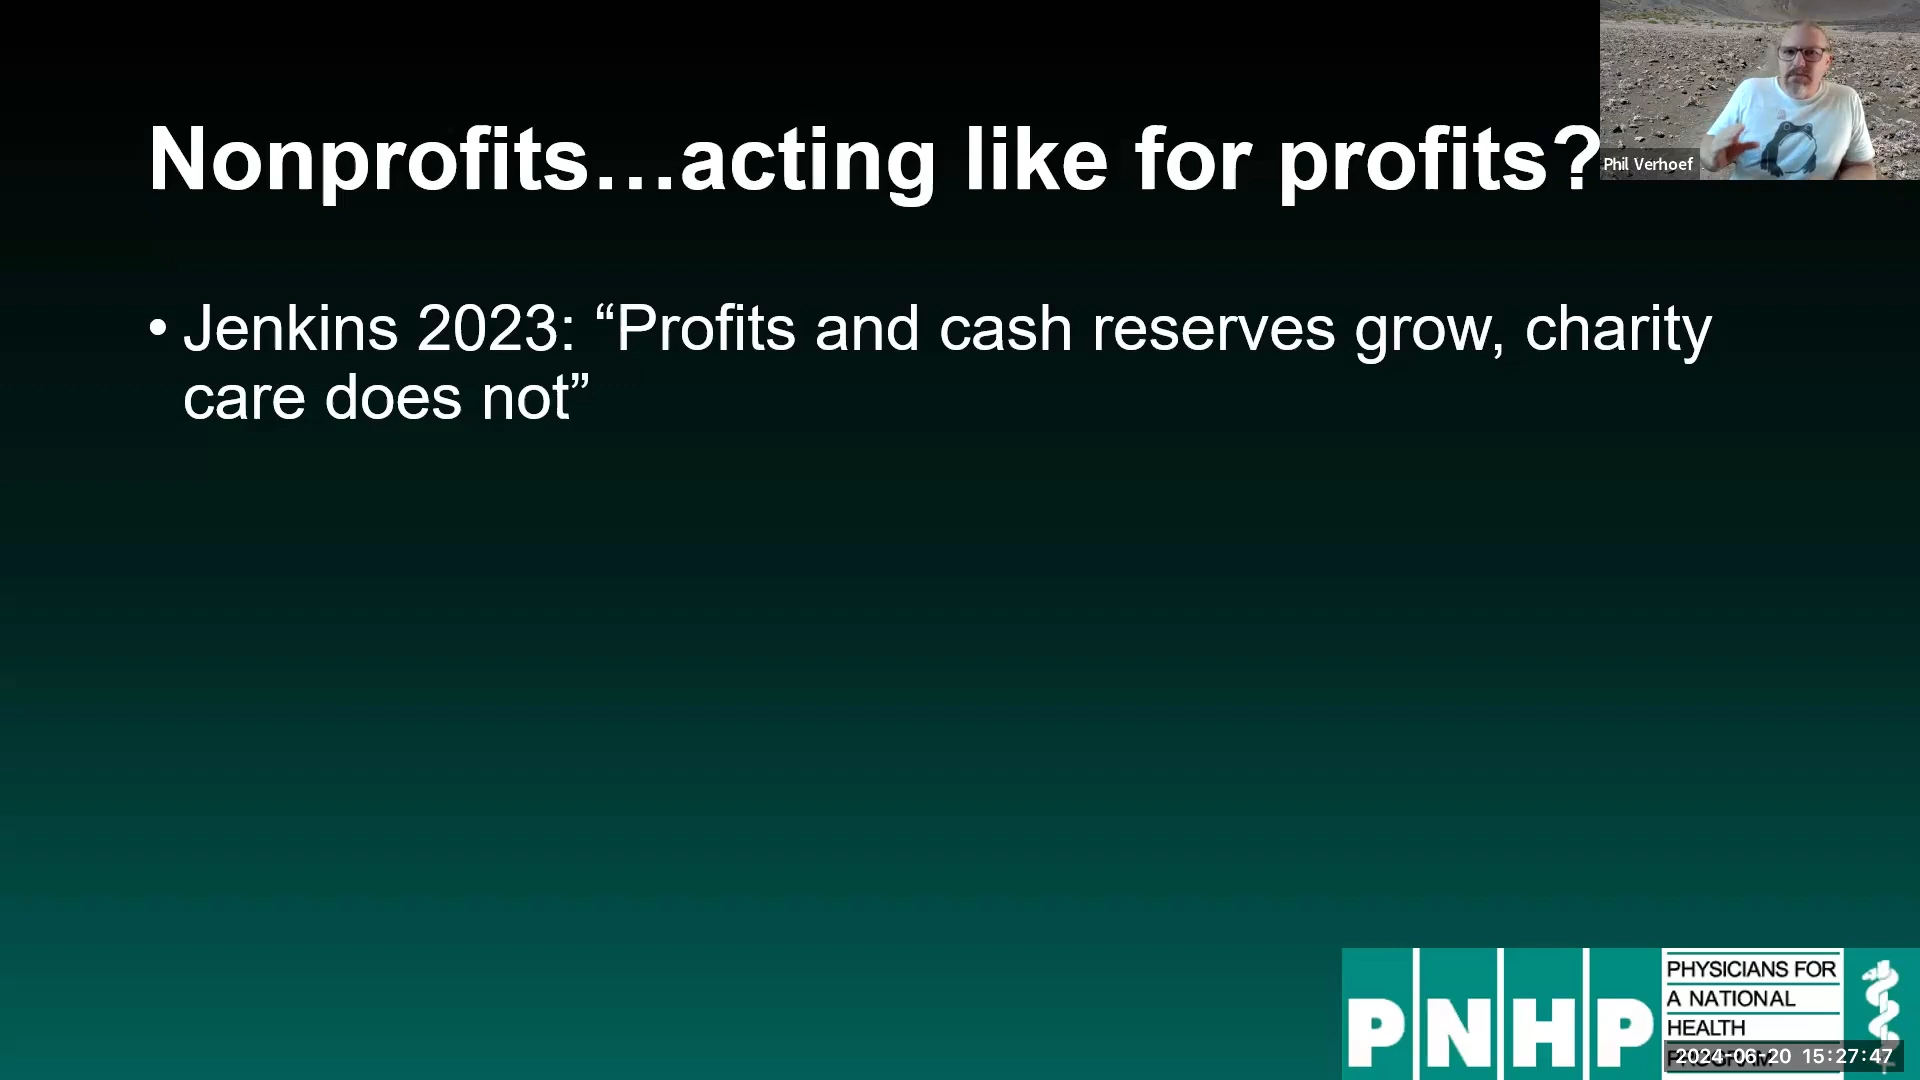 Nonprofits…acting like for profits?
Phil Verhoef
• Jenkins 2023: “Profits and cash reserves grow, charity
care does not”
PNHP
PHYSICIANS FOR
A NATIONAL
HEALTH
PROGRAM
2024-06-20 15:27:47